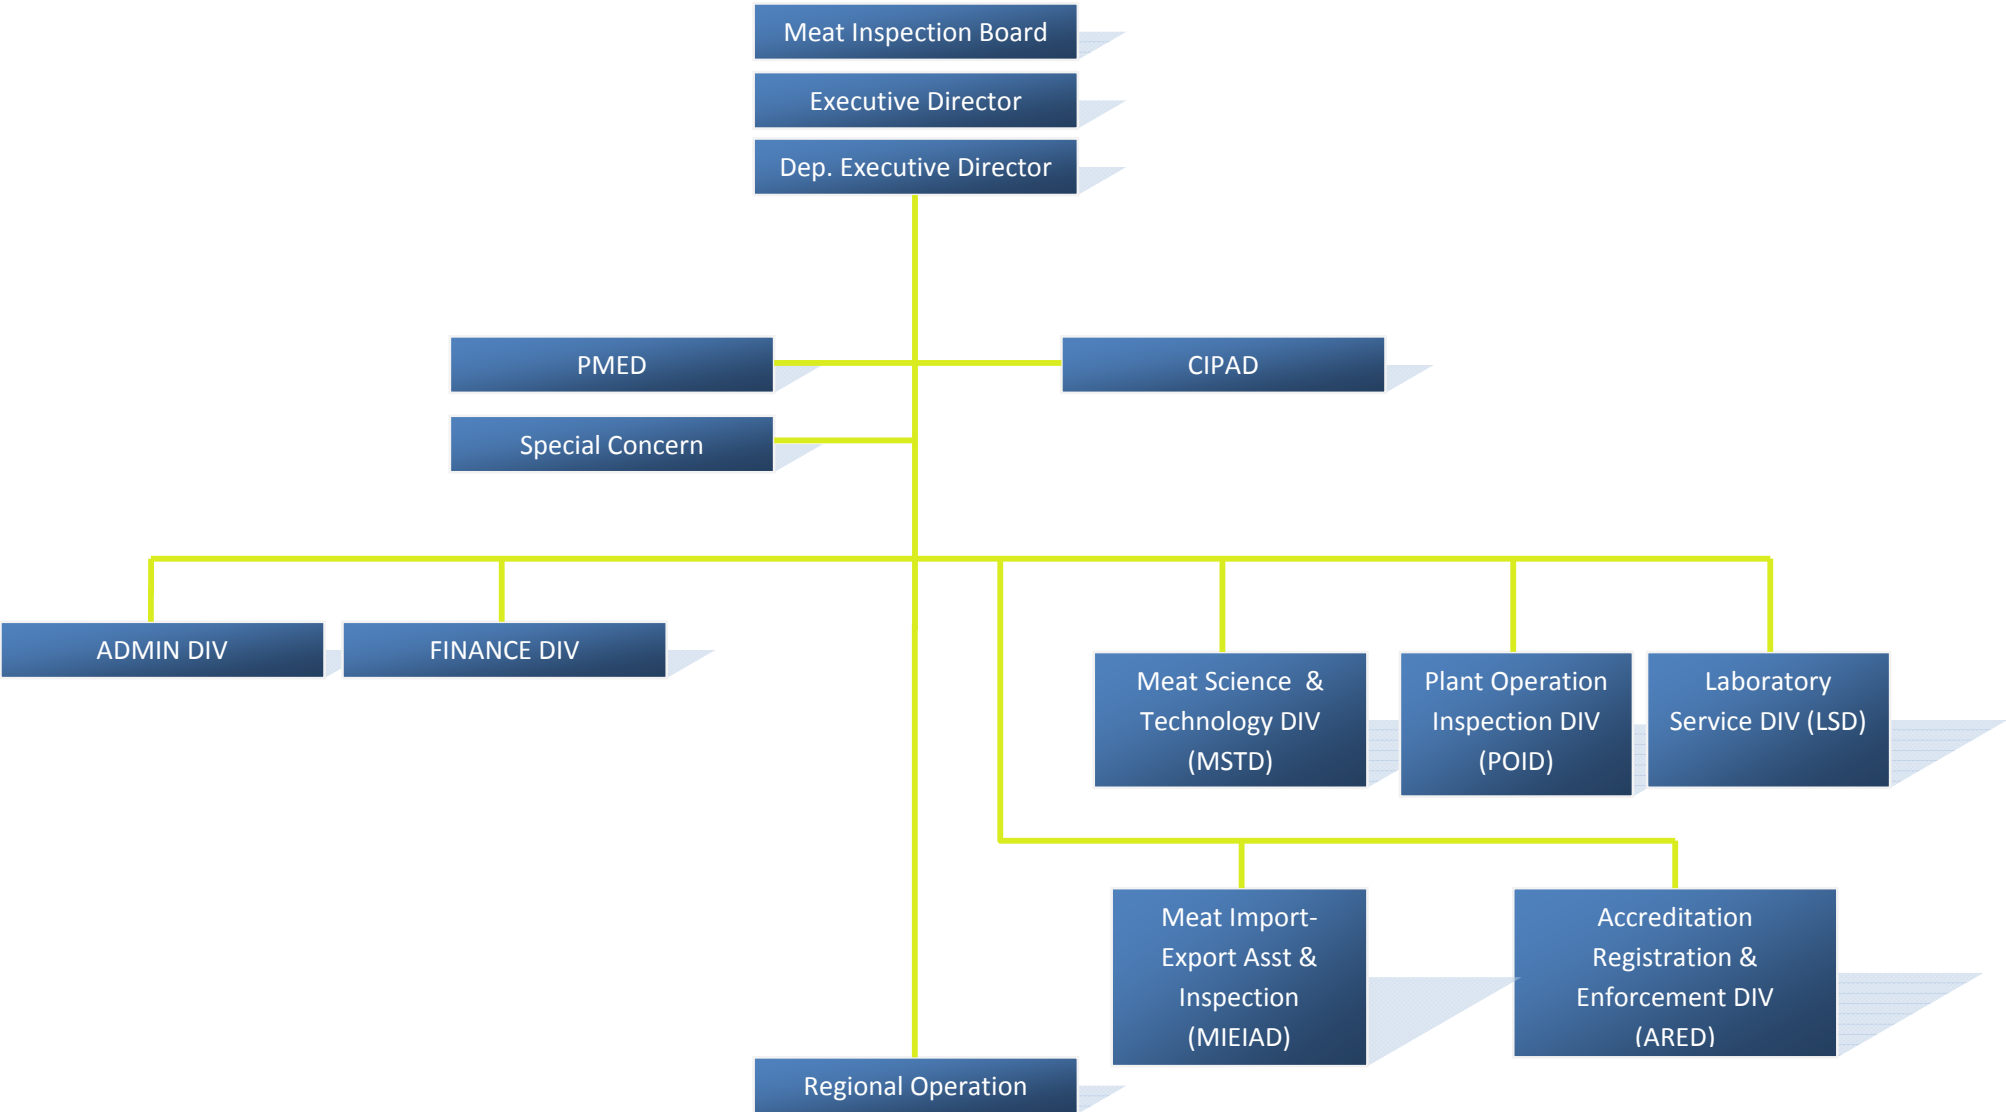 Meat Inspection Board
Executive Director
Dep. Executive Director
PMED
CIPAD
Special Concern
ADMIN DIV
FINANCE DIV
Meat Science &
Technology DIV
(MSTD)
Plant Operation
Inspection DIV
(POID)
Laboratory
Service DIV (LSD)
Meat Import-
Export Asst &
Inspection
(MIEIAD)
Accreditation
Registration &
Enforcement DIV
(ARED)
Regional Operation